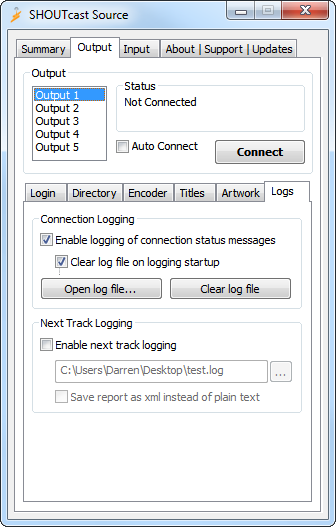 SHOUTcast Source
Summary Output Input About | Support | Updates
Output
Output 1
Output 2
Output 3
Output 4
Output 5
Status
Not Connected
Auto Connect
Connect
Login Directory Encoder Titles Artwork Logs
Connection Logging
Enable logging of connection status messages
Clear log file on logging startup
Open log file... Clear log file
Next Track Logging
Enable next track logging
C:\Users\Darren\Desktop\test.log ...
Save report as xml instead of plain text